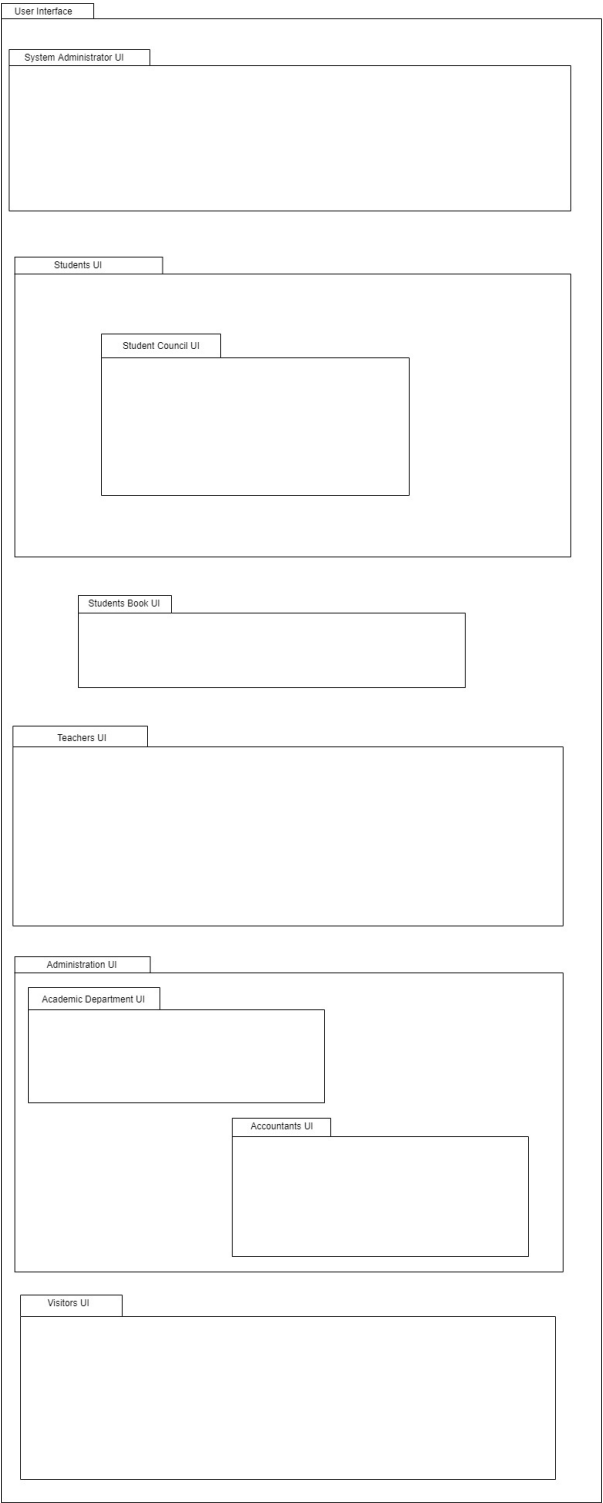 User Interface
System Administrator UI
Students UI
Student Council UI
Students Book UI
Teachers UI
Administration UI
Academic Department UI
Accountants UI
Visitors UI